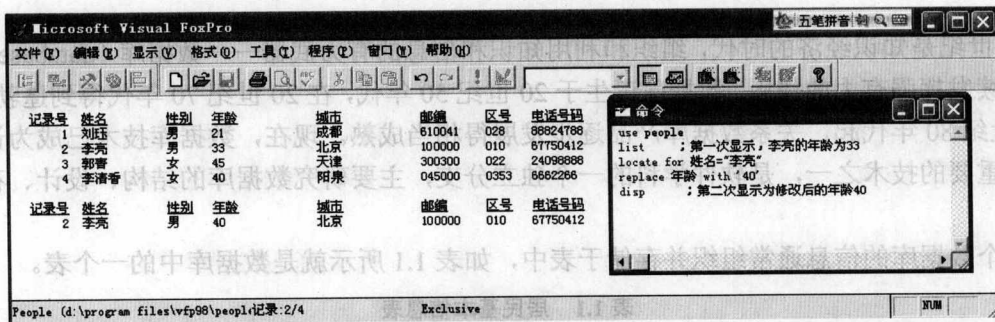 Microsoft Visual FoxPro
五笔拼音
文件(F) 编辑(E) 显示(V) 格式(O) 工具(T) 程序(P) 窗口(W) 帮助(H)
记录号 姓名 性别 年龄 城市 邮编 区号 电话号码
1 刘珏 男 21 成都 610041 028 88824788
2 李亮 男 33 北京 100000 010 67750412
3 郭睿 女 45 天津 300300 022 24098888
4 李清香 女 40 阳泉 045000 0353 6662266
记录号 姓名 性别 年龄 城市 邮编 区号 电话号码
2 李亮 男 40 北京 100000 010 67750412
命令
use people
list ；第一次显示，李亮的年龄为33
locate for 姓名="李亮"
replace 年龄 with '40'
disp ；第二次显示为修改后的年龄40
People (d:\program files\vfp98\peopl 记录:2/4 Exclusive NUM